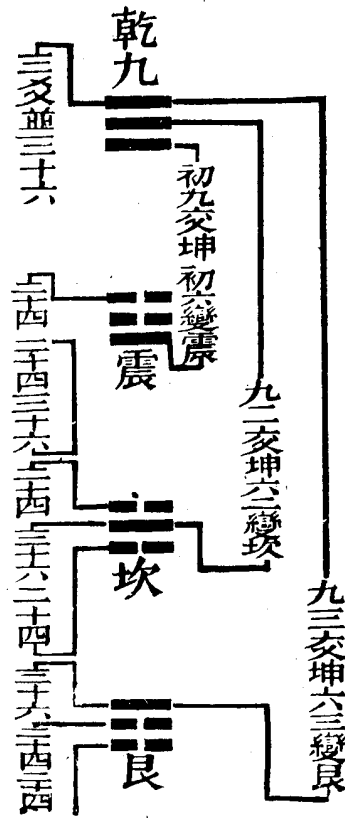 乾九
三爻並三十六
初九交坤初六變震
震
二十四
二十四
三十六
九二交坤六二變坎
坎
二十四
三十六
二十四
九三交坤六三變艮
艮
三十六
二十四
二十四